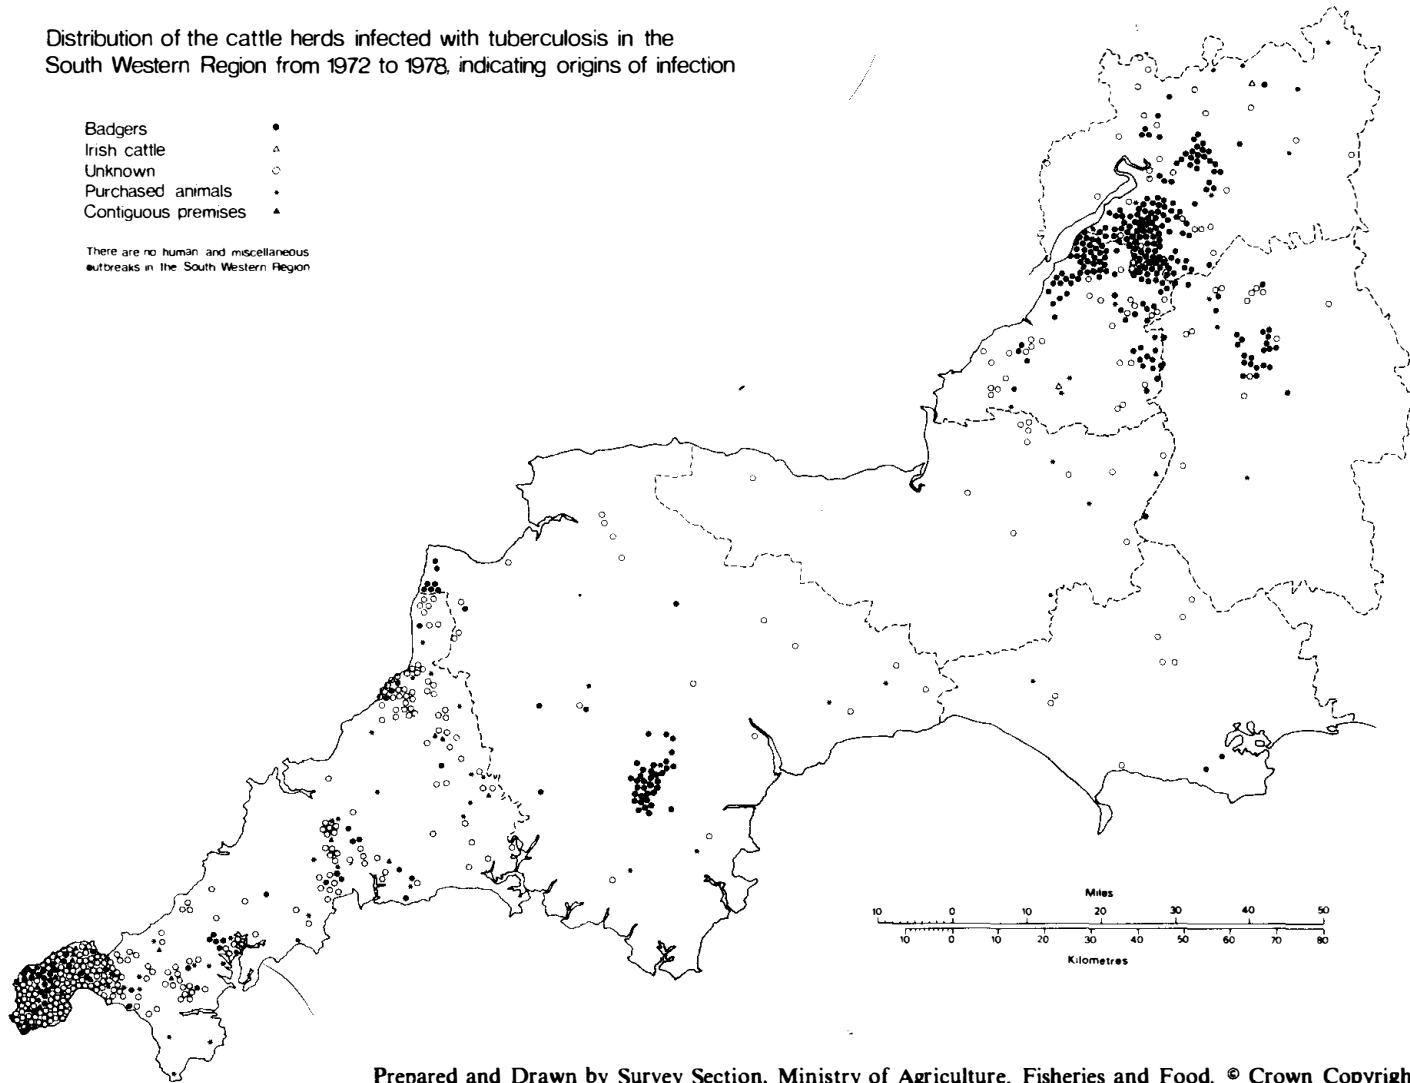 Distribution of the cattle herds infected with tuberculosis in the
South Western Region from 1972 to 1978, indicating origins of infection
Badgers
Irish cattle
Unknown
Purchased animals
Contiguous premises
There are no human and miscellaneous
outbreaks in the South Western Region
Miles
10 0 10 20 30 40 50
10 0 10 20 30 40 50 60 70 80
Kilometres
Prepared and Drawn by Survey Section, Ministry of Agriculture, Fisheries and Food. © Crown Copyrigh